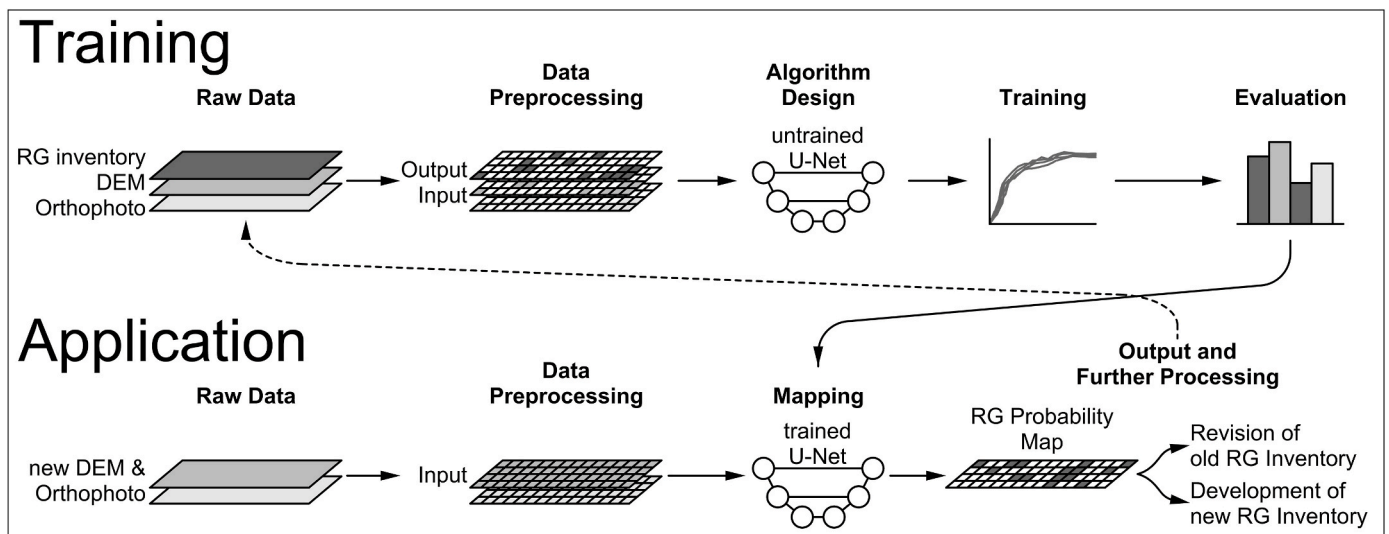 Training
Raw Data
Data
Preprocessing
Algorithm
Design
Training
Evaluation
RG inventory
DEM
Orthophoto
Output
Input
untrained
U-Net
Application
Raw Data
Data
Preprocessing
Mapping
Output and
Further Processing
new DEM &
Orthophoto
Input
trained
U-Net
RG Probability
Map
Revision of
old RG Inventory
Development of
new RG Inventory